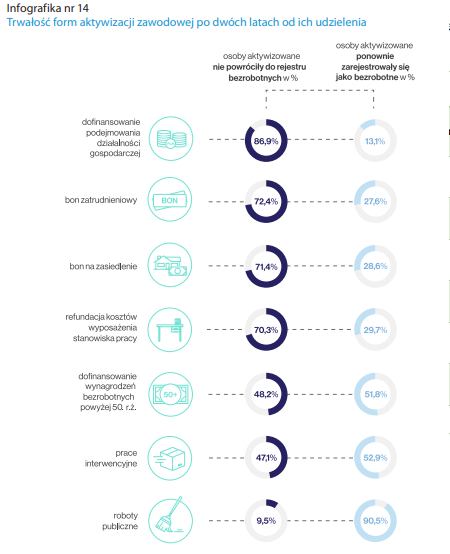 Infografika nr 14
Trwałość form aktywizacji zawodowej po dwóch latach od ich udzielenia
osoby aktywizowane
nie powróciły do rejestru
bezrobotnych w %
osoby aktywizowane
ponownie
zarejestrowały się
jako bezrobotne w %
dofinansowanie
podejmowania
działalności
gospodarczej
86,9%
13,1%
bon zatrudnieniowy
BON
72,4%
27,6%
bon na zasiedlenie
71,4%
28,6%
refundacja kosztów
wyposażenia
stanowiska pracy
70,3%
29,7%
dofinansowanie
wynagrodzeń
bezrobotnych
powyżej 50. r.ż.
50+
48,2%
51,8%
prace
interwencyjne
47,1%
52,9%
roboty
publiczne
9,5%
90,5%